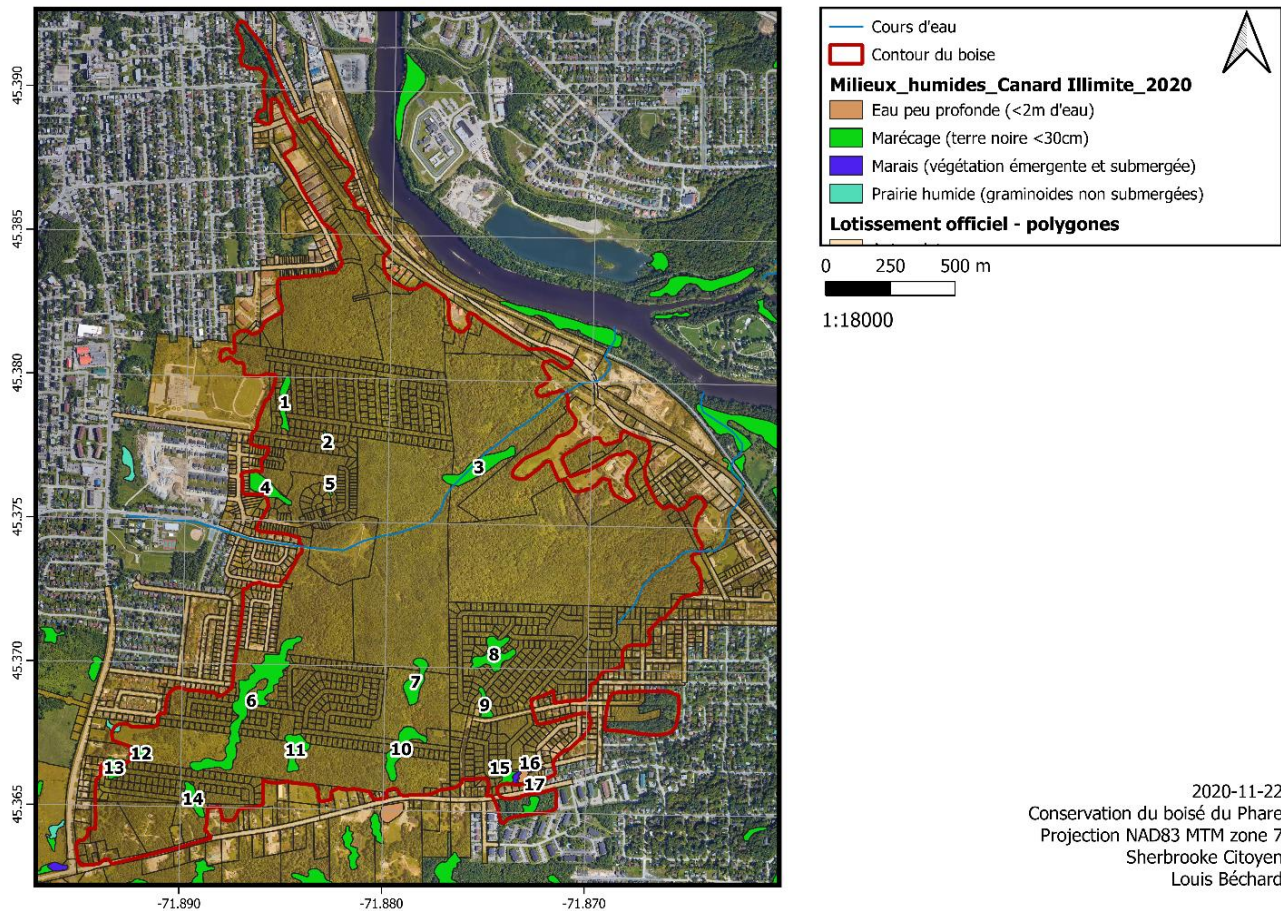 Cours d'eau
Contour du boise
Milieux_humides_Canard Illimite_2020
Eau peu profonde (<2m d'eau)
Marécage (terre noire <30cm)
Marais (végétation émergente et submergée)
Prairie humide (graminoides non submergées)
Lotissement officiel - polygones
0 250 500 m
1:18000
45.390
45.385
45.380
45.375
45.370
45.365
-71.890
-71.880
-71.870
1
2
3
4
5
6
7
8
9
10
11
12
13
14
15
16
17
2020-11-22
Conservation du boisé du Phare
Projection NAD83 MTM zone 7
Sherbrooke Citoyen
Louis Béchard